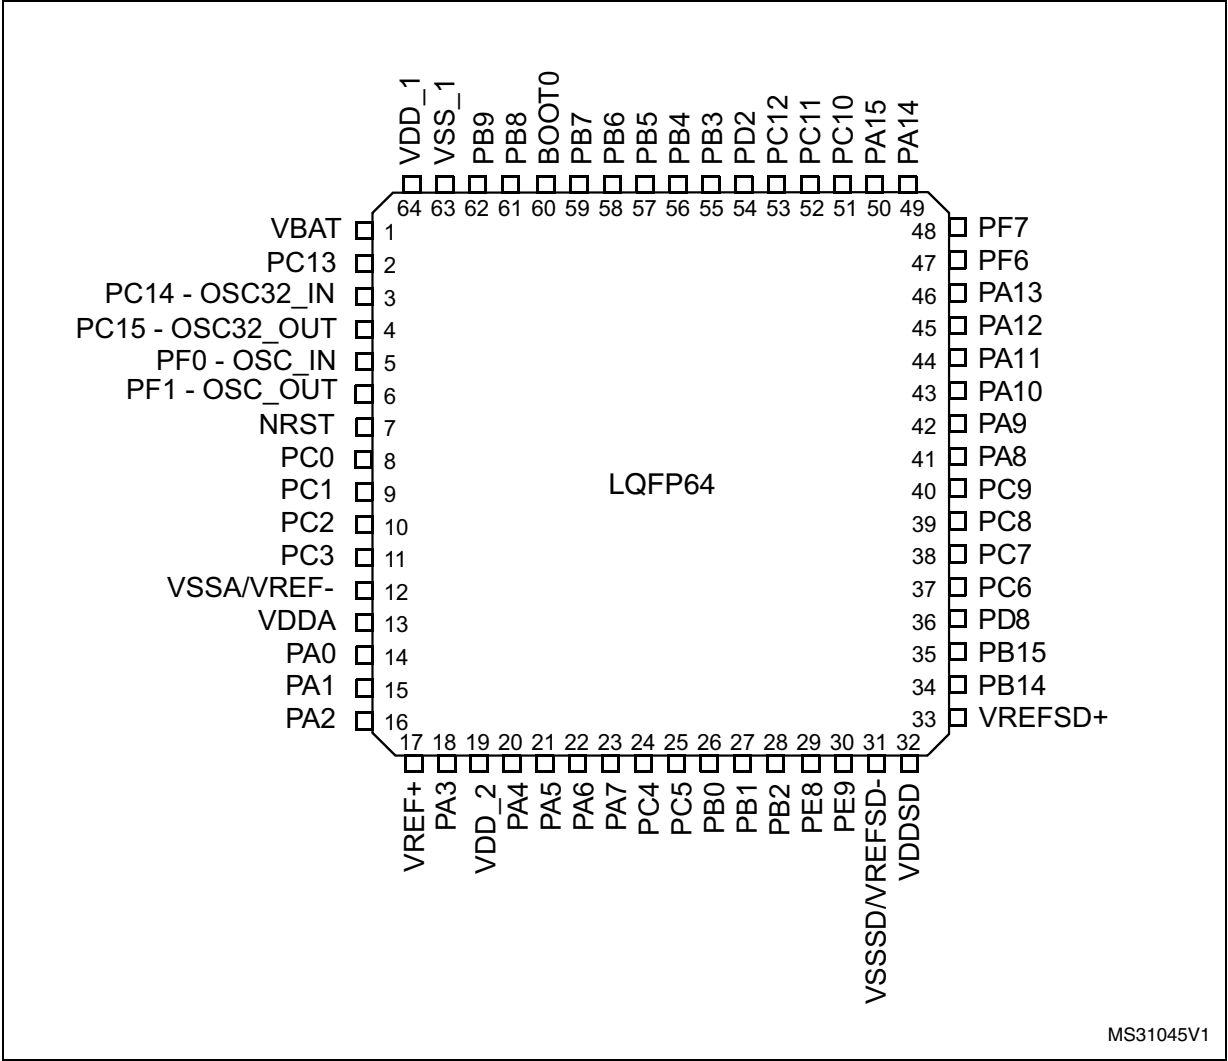 VDD_1
VSS_1
PB9
PB8
BOOT0
PB7
PB6
PB5
PB4
PB3
PD2
PC12
PC11
PC10
PA15
PA14
64 63 62 61 60 59 58 57 56 55 54 53 52 51 50 49
VBAT 1
PC13 2
PC14 - OSC32_IN 3
PC15 - OSC32_OUT 4
PF0 - OSC_IN 5
PF1 - OSC_OUT 6
NRST 7
PC0 8
PC1 9
PC2 10
PC3 11
VSSA/VREF- 12
VDDA 13
PA0 14
PA1 15
PA2 16
LQFP64
48 PF7
47 PF6
46 PA13
45 PA12
44 PA11
43 PA10
42 PA9
41 PA8
40 PC9
39 PC8
38 PC7
37 PC6
36 PD8
35 PB15
34 PB14
33 VREFSD+
17 18 19 20 21 22 23 24 25 26 27 28 29 30 31 32
VREF+
PA3
VDD_2
PA4
PA5
PA6
PA7
PC4
PC5
PB0
PB1
PB2
PE8
PE9
VSSSD/VREFSD-
VDDSD
MS31045V1